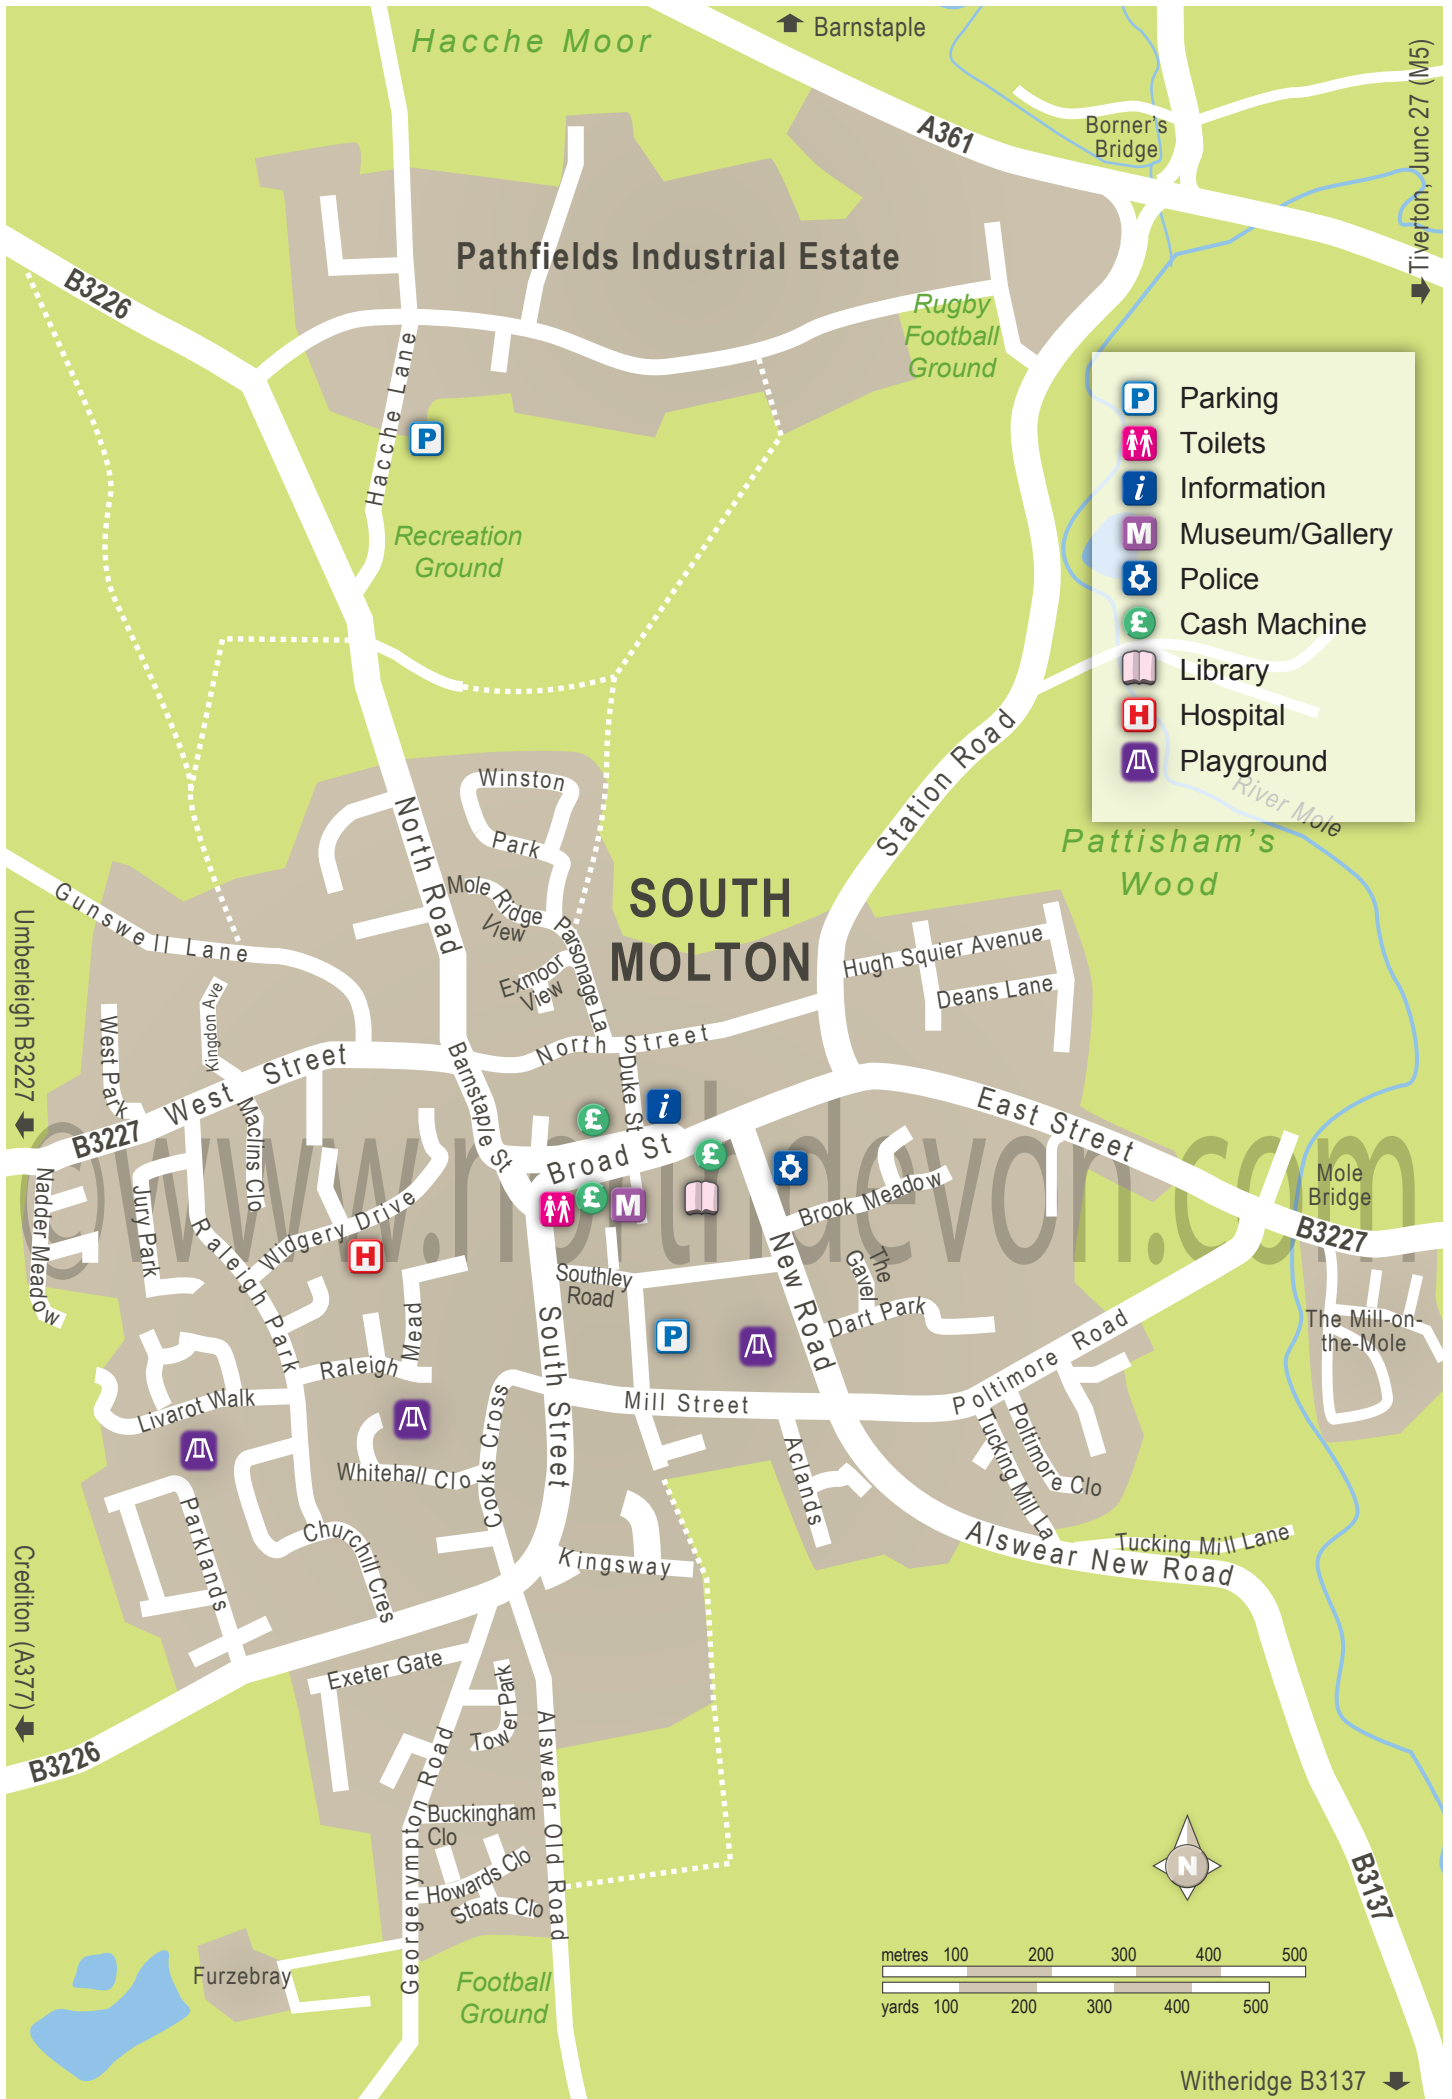 Hacche Moor
Barnstaple
Tiverton, Junc 27 (M5)
A361
Borner's
Bridge
Pathfields Industrial Estate
B3226
Rugby
Football
Ground
Hacche Lane
P
Recreation
Ground
P Parking
Toilets
i Information
M Museum/Gallery
Police
£ Cash Machine
Library
H Hospital
Playground
River Mole
Pattisham's
Wood
Station Road
North Road
Winston
Park
Mole Ridge
View
Parsonage La
Exmoor
View
SOUTH
MOLTON
Hugh Squier Avenue
Deans Lane
Gunswell Lane
Umberleigh B3227
Kingdon Ave
West Park
West Street
B3227
North Street
Barnstaple St
Duke St
Maclins Clo
Broad St
East Street
£
i
£
£
M
© www.northdevon.com
Nadder Meadow
Jury Park
Raleigh Park
Widgery Drive
H
Brook Meadow
Mole
Bridge
B3227
Southley
Road
The
Gavel
New Road
Dart Park
P
South Street
Mead
Raleigh
Livarot Walk
Mill Street
Poltimore Road
The Mill-on-
the-Mole
Whitehall Clo
Cooks Cross
Aclands
Tucking Mill La
Poltimore Clo
Parklands
Churchill Cres
Kingsway
Alswear New Road
Tucking Mill Lane
Crediton (A377)
B3226
Exeter Gate
Tower Park
Georgenympton Road
Alswear Old Road
Buckingham
Clo
Howards Clo
Stoats Clo
Furzebray
Football
Ground
N
B3137
metres 100 200 300 400 500
yards 100 200 300 400 500
Witheridge B3137